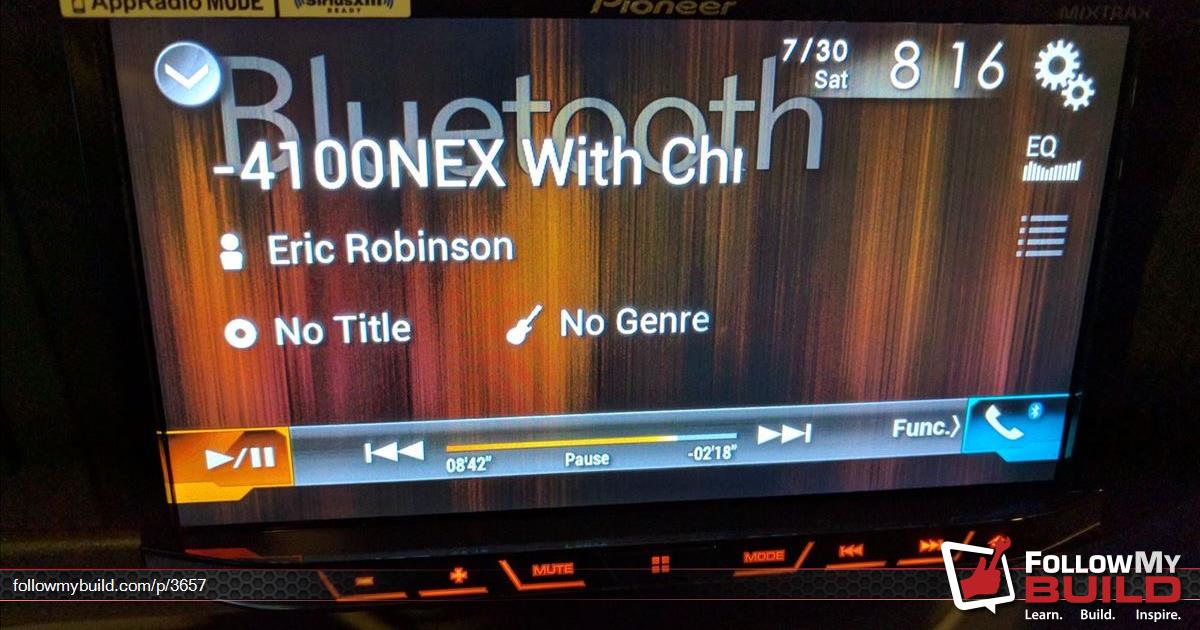 AppRadio MODE
SiriusXM
READY
Pioneer
MIXTRAX
Bluetooth
7/30
Sat
8 16
-4100NEX With Chi
EQ
Eric Robinson
No Title
No Genre
Func.
08'42"
Pause
-02'18"
MUTE
MODE
followmybuild.com/p/3657
FOLLOWMY
BUILD
Learn. Build. Inspire.